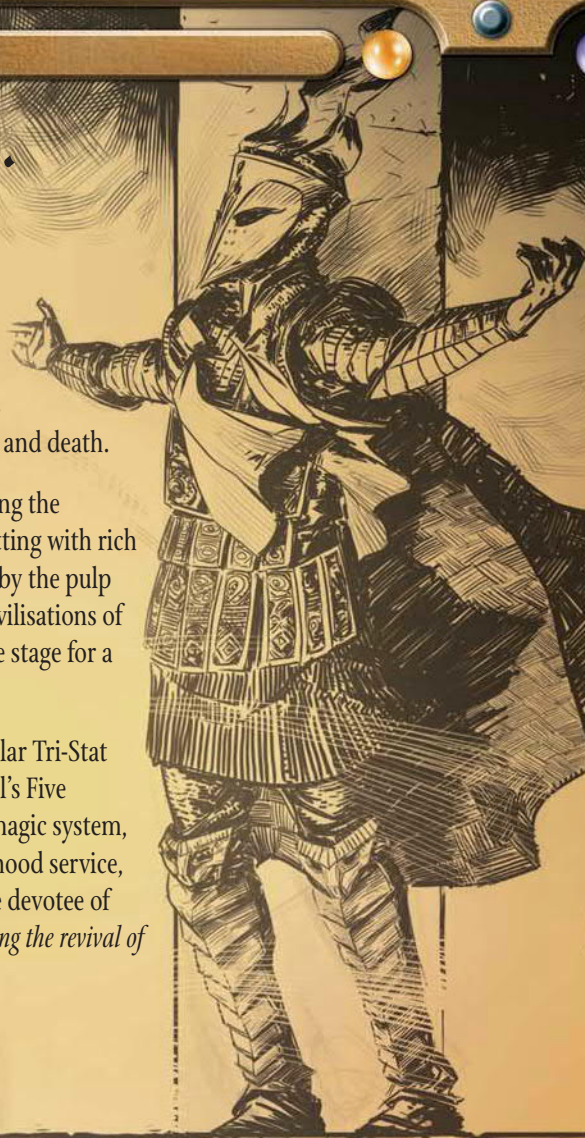 and death.
ng the
tting with rich
by the pulp
vilisations of
e stage for a
lar Tri-Stat
l's Five
magic system,
hood service,
e devotee of
ng the revival of